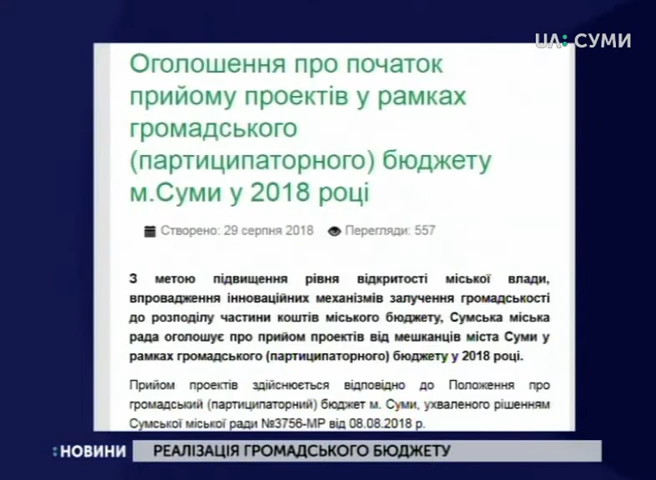 UA: СУМИ
Оголошення про початок
прийому проектів у рамках
громадського
(партиципаторного) бюджету
м.Суми у 2018 році
Створено: 29 серпня 2018 Перегляди: 557
З метою підвищення рівня відкритості міської влади,
впровадження інноваційних механізмів залучення громадськості
до розподілу частини коштів міського бюджету, Сумська міська
рада оголошує про прийом проектів від мешканців міста Суми у
рамках громадського (партиципаторного) бюджету у 2018 році.
Прийом проектів здійснюється відповідно до Положення про
громадський (партиципаторний) бюджет м. Суми, ухваленого рішенням
Сумської міської ради №3756-МР від 08.08.2018 р.
:НОВИНИ РЕАЛІЗАЦІЯ ГРОМАДСЬКОГО БЮДЖЕТУ